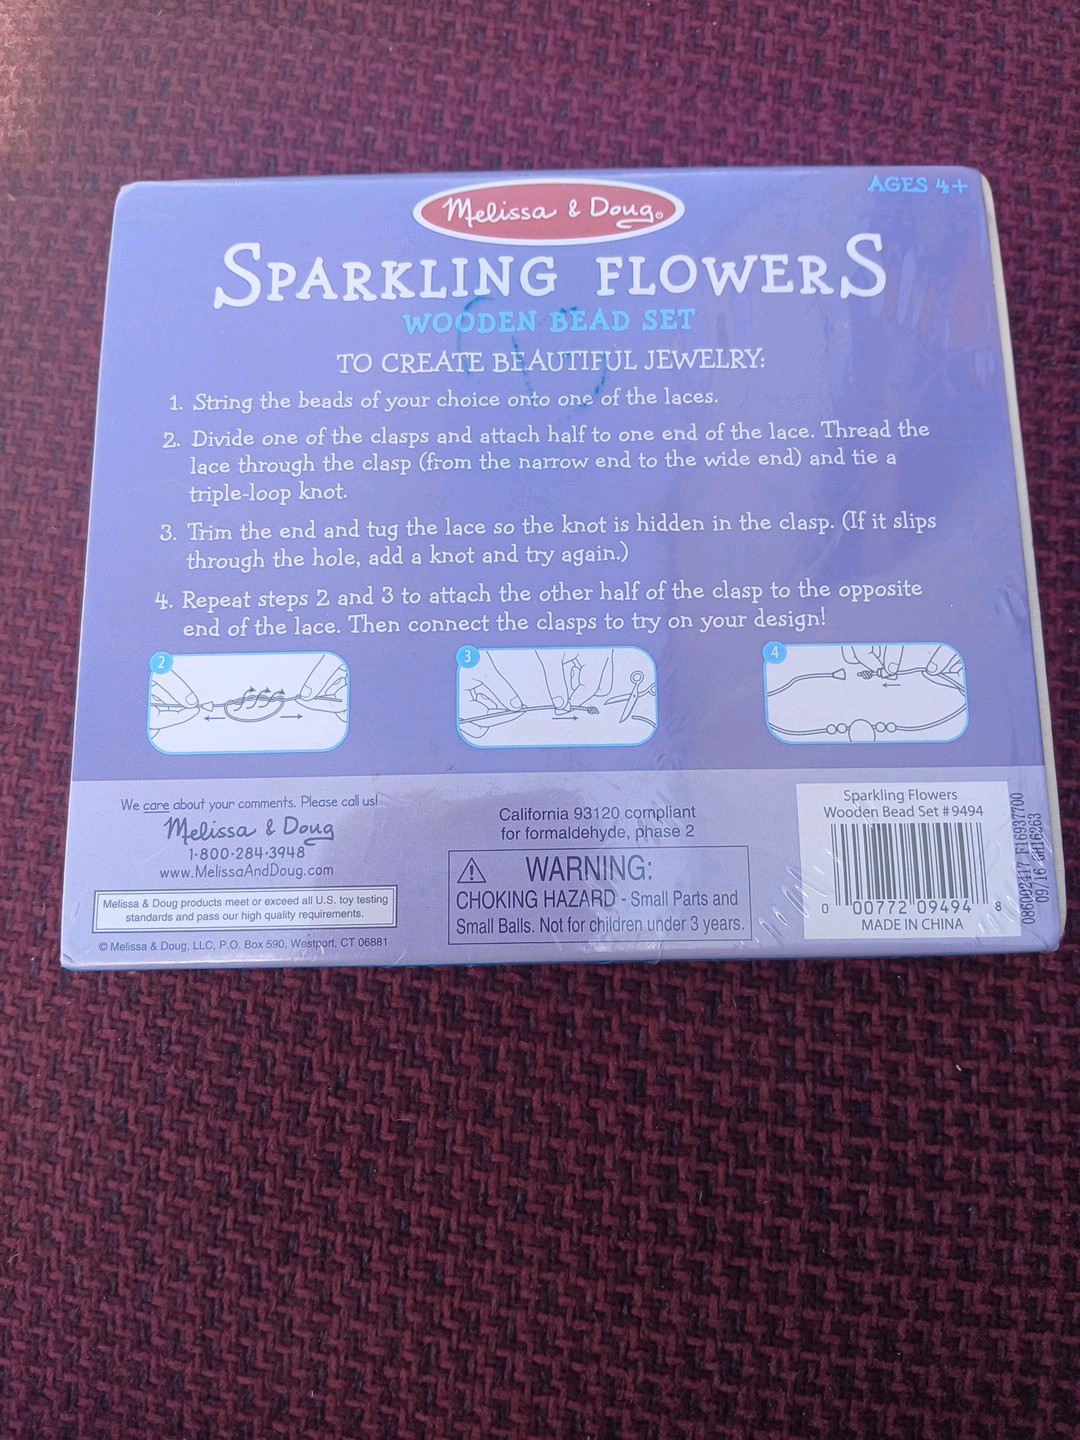 AGES 4+
Melissa & Doug®
SPARKLING FLOWERS
WOODEN BEAD SET
TO CREATE BEAUTIFUL JEWELRY:
1. String the beads of your choice onto one of the laces.
2. Divide one of the clasps and attach half to one end of the lace. Thread the
lace through the clasp (from the narrow end to the wide end) and tie a
triple-loop knot.
3. Trim the end and tug the lace so the knot is hidden in the clasp. (If it slips
through the hole, add a knot and try again.)
4. Repeat steps 2 and 3 to attach the other half of the clasp to the opposite
end of the lace. Then connect the clasps to try on your design!
2
3
4
We care about your comments. Please call us!
Melissa & Doug
1-800-284-3948
www.MelissaAndDoug.com
Melissa & Doug products meet or exceed all U.S. toy testing
standards and pass our high quality requirements.
© Melissa & Doug, LLC, P.O. Box 590, Westport, CT 06881
California 93120 compliant
for formaldehyde, phase 2
WARNING:
CHOKING HAZARD - Small Parts and
Small Balls. Not for children under 3 years.
Sparkling Flowers
Wooden Bead Set #9494
0 00772 09494 8
MADE IN CHINA
09/16 GH16263